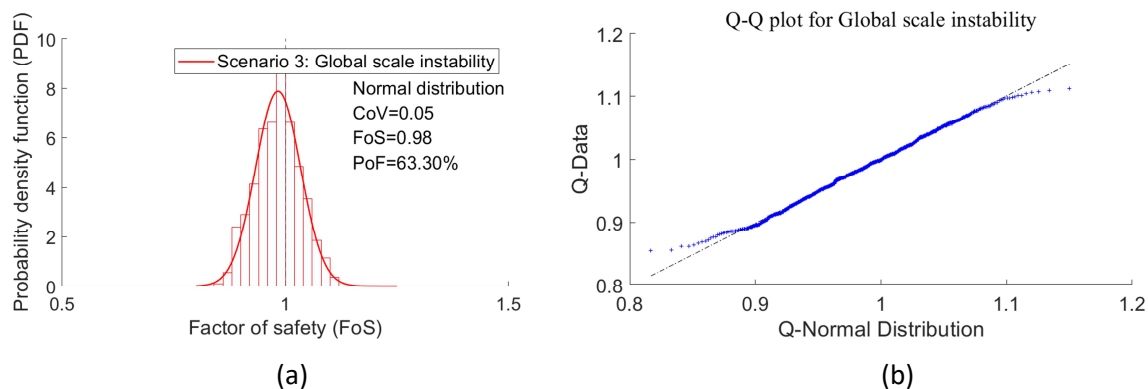 Probability density function (PDF)
10
8
6
4
2
0
Scenario 3: Global scale instability
Normal distribution
CoV=0.05
FoS=0.98
PoF=63.30%
0.5
1
1.5
Factor of safety (FoS)
(a)
Q-Q plot for Global scale instability
Q-Data
1.2
1.1
1
0.9
0.8
0.8
0.9
1
1.1
1.2
Q-Normal Distribution
(b)